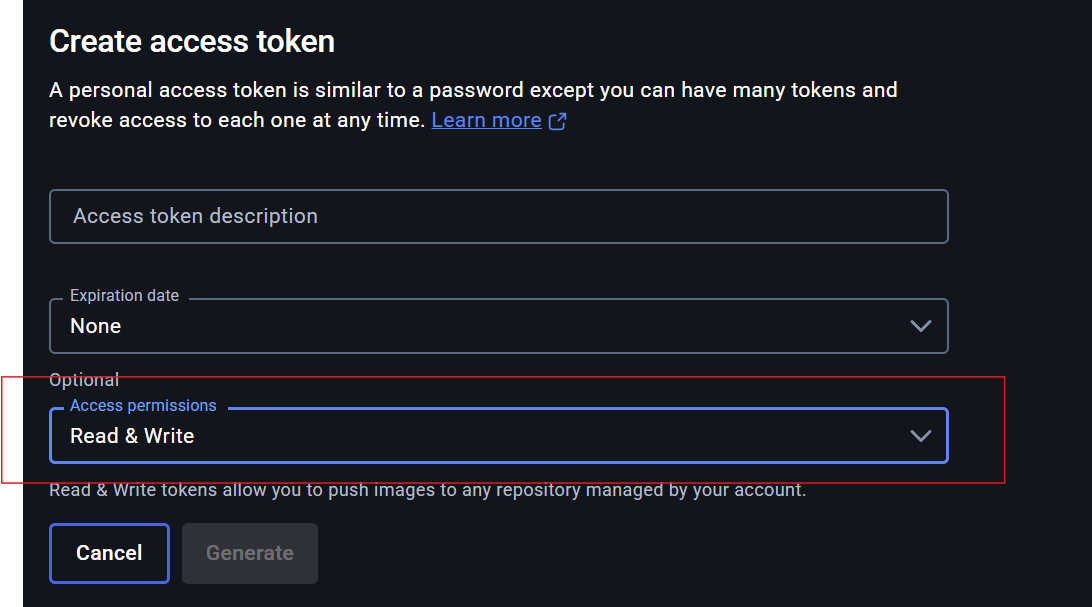 Create access token
A personal access token is similar to a password except you can have many tokens and
revoke access to each one at any time. Learn more
Access token description
Expiration date
None
Optional
Access permissions
Read & Write
Read & Write tokens allow you to push images to any repository managed by your account.
Cancel Generate